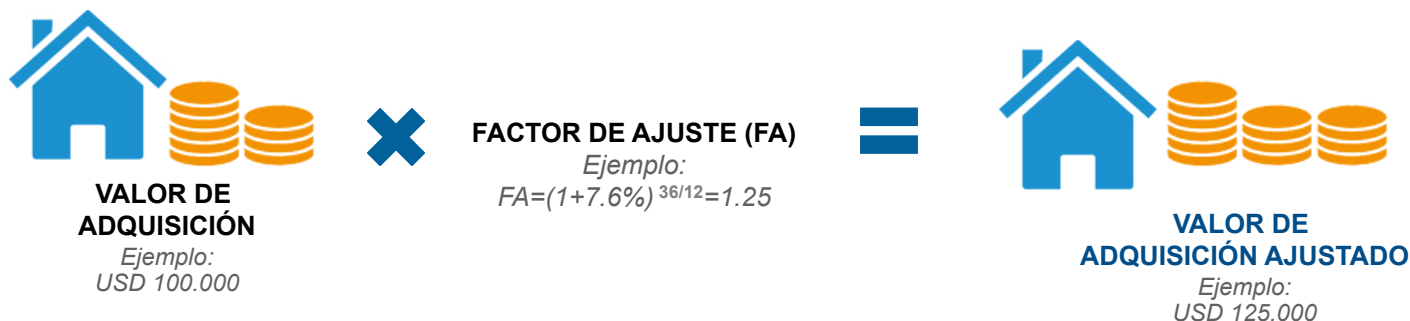 VALOR DE
ADQUISICIÓN
Ejemplo:
USD 100.000
FACTOR DE AJUSTE (FA)
Ejemplo:
FA=(1+7.6%) 36/12=1.25
VALOR DE
ADQUISICIÓN AJUSTADO
Ejemplo:
USD 125.000